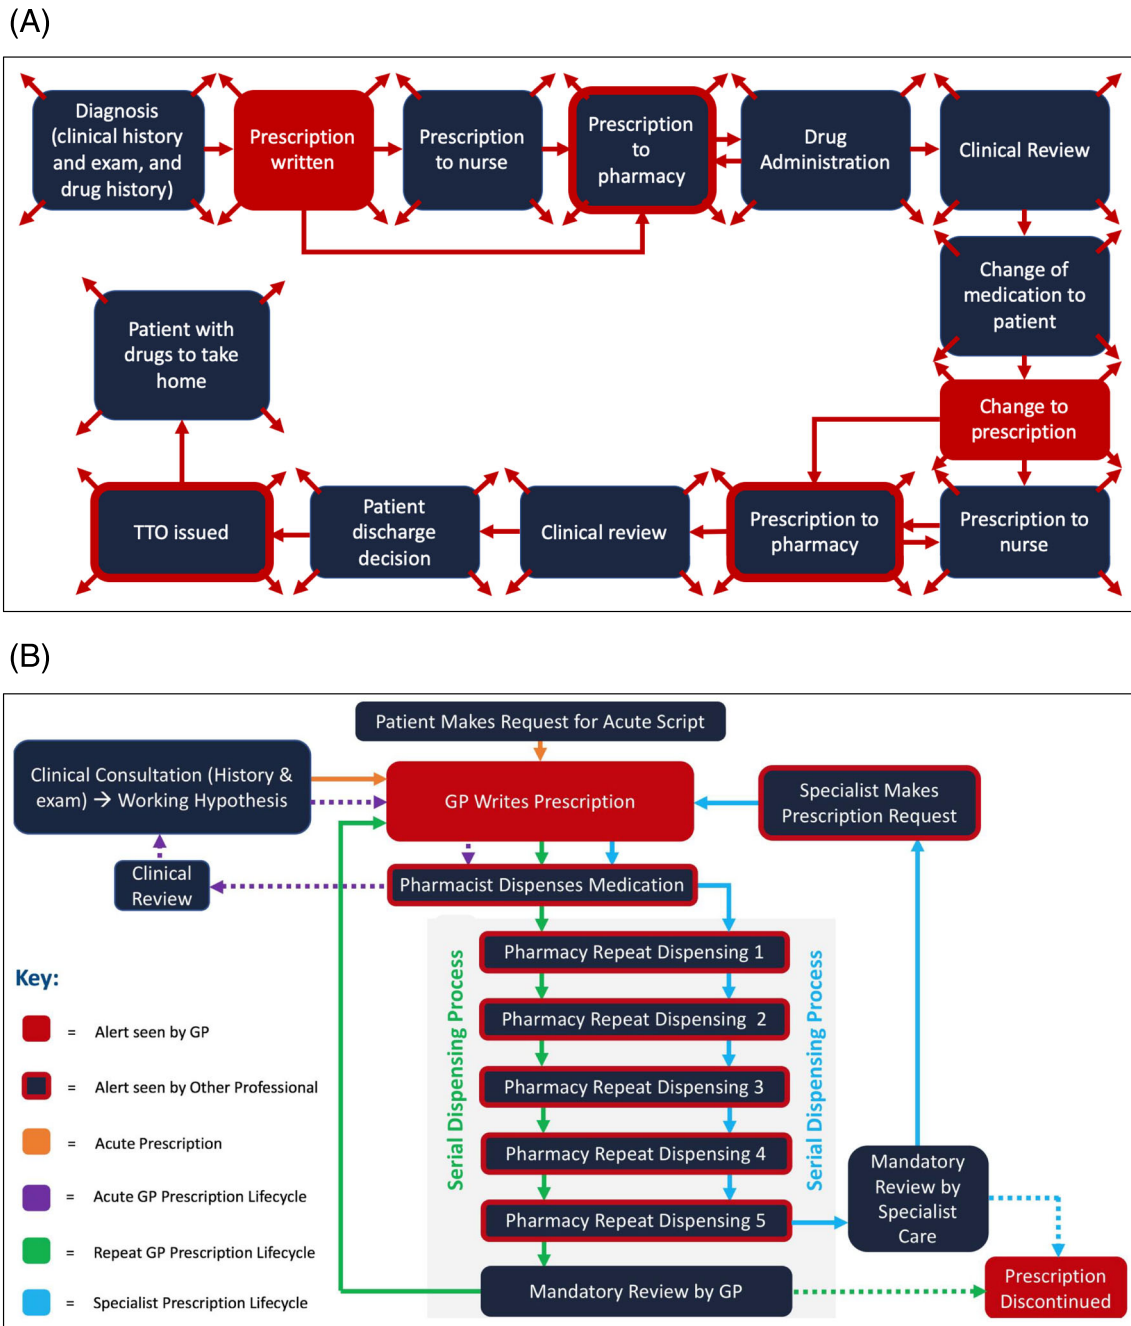 (A)
Diagnosis
(clinical history
and exam, and
drug history)
Prescription
written
Prescription
to nurse
Prescription
to
pharmacy
Drug
Administration
Clinical Review
Change of
medication to
patient
Change to
prescription
Prescription to
nurse
Prescription to
pharmacy
Clinical review
Patient
discharge
decision
TTO issued
Patient with
drugs to take
home
(B)
Patient Makes Request for Acute Script
Clinical Consultation (History &
exam) → Working Hypothesis
GP Writes Prescription
Specialist Makes
Prescription Request
Clinical
Review
Pharmacist Dispenses Medication
Pharmacy Repeat Dispensing 1
Pharmacy Repeat Dispensing 2
Pharmacy Repeat Dispensing 3
Pharmacy Repeat Dispensing 4
Pharmacy Repeat Dispensing 5
Serial Dispensing Process
Serial Dispensing Process
Mandatory Review by GP
Mandatory
Review by
Specialist
Care
Prescription
Discontinued
Key:
= Alert seen by GP
= Alert seen by Other Professional
= Acute Prescription
= Acute GP Prescription Lifecycle
= Repeat GP Prescription Lifecycle
= Specialist Prescription Lifecycle